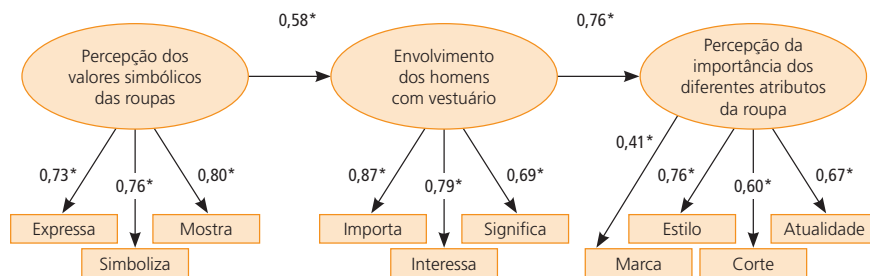 0,58*
0,76*
Percepção dos
valores simbólicos
das roupas
Envolvimento
dos homens
com vestuário
Percepção da
importância dos
diferentes atributos
da roupa
0,73*
0,76*
0,80*
0,87*
0,79*
0,69*
0,41*
0,76*
0,60*
0,67*
Expressa
Mostra
Simboliza
Importa
Significa
Interessa
Estilo
Atualidade
Marca
Corte